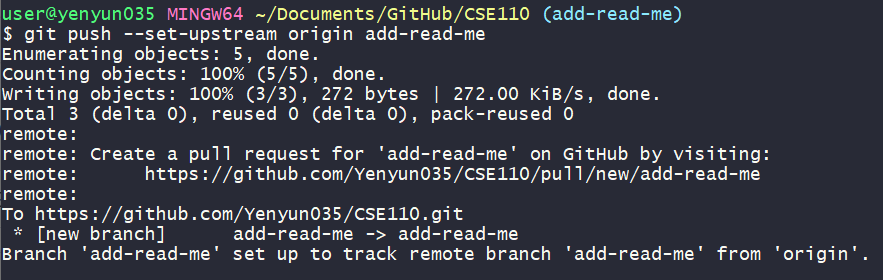 user@yenyun035 MINGW64 ~/Documents/GitHub/CSE110 (add-read-me)
$ git push --set-upstream origin add-read-me
Enumerating objects: 5, done.
Counting objects: 100% (5/5), done.
Writing objects: 100% (3/3), 272 bytes | 272.00 KiB/s, done.
Total 3 (delta 0), reused 0 (delta 0), pack-reused 0
remote:
remote: Create a pull request for 'add-read-me' on GitHub by visiting:
remote:      https://github.com/Yenyun035/CSE110/pull/new/add-read-me
remote:
To https://github.com/Yenyun035/CSE110.git
 * [new branch]      add-read-me -> add-read-me
Branch 'add-read-me' set up to track remote branch 'add-read-me' from 'origin'.